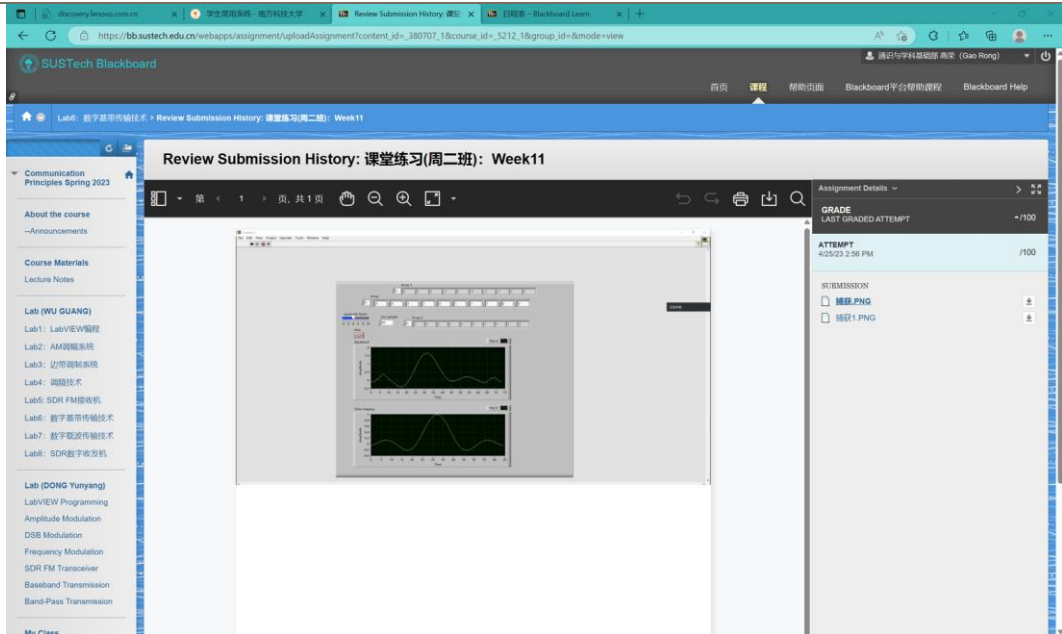 discovery.lenovo.com.cn
学生常用系统 - 南方科技大学
Review Submission History: 课堂
日程表 – Blackboard Learn
https://bb.sustech.edu.cn/webapps/assignment/uploadAssignment?content_id=_380707_1&course_id=_5212_1&group_id=&mode=view
SUSTech Blackboard
通识与学科基础部 高荣 (Gao Rong)
首页
课程
帮助页面
Blackboard平台帮助课程
Blackboard Help
Lab6: 数字基带传输技术 > Review Submission History: 课堂练习(周二班): Week11
Review Submission History: 课堂练习(周二班): Week11
Communication Principles Spring 2023
About the course
--Announcements
Course Materials
Lecture Notes
Lab (WU GUANG)
Lab1: LabVIEW编程
Lab2: AM调幅系统
Lab3: 边带调制系统
Lab4: 调频技术
Lab5: SDR FM接收机
Lab6: 数字基带传输技术
Lab7: 数字载波传输技术
Lab8: SDR数字收发机
Lab (DONG Yunyang)
LabVIEW Programming
Amplitude Modulation
DSB Modulation
Frequency Modulation
SDR FM Transceiver
Baseband Transmission
Band-Pass Transmission
My Class
第 1 页, 共 1 页
Assignment Details
GRADE
LAST GRADED ATTEMPT
-/100
ATTEMPT
4/25/23 2:56 PM
/100
SUBMISSION
捕获.PNG
捕获1.PNG